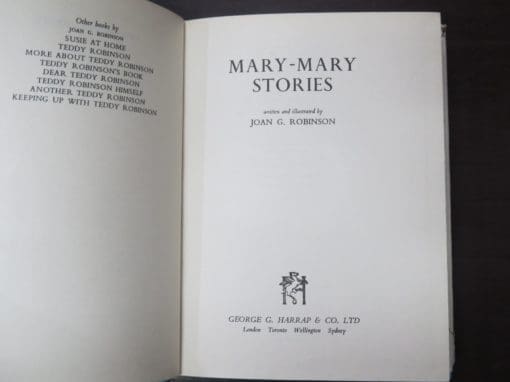 Other books by
JOAN G. ROBINSON
SUSIE AT HOME
TEDDY ROBINSON
MORE ABOUT TEDDY ROBINSON
TEDDY ROBINSON'S BOOK
DEAR TEDDY ROBINSON
TEDDY ROBINSON HIMSELF
ANOTHER TEDDY ROBINSON
KEEPING UP WITH TEDDY ROBINSON
MARY-MARY
STORIES
written and illustrated by
JOAN G. ROBINSON
GEORGE G. HARRAP & CO. LTD
London Toronto Wellington Sydney